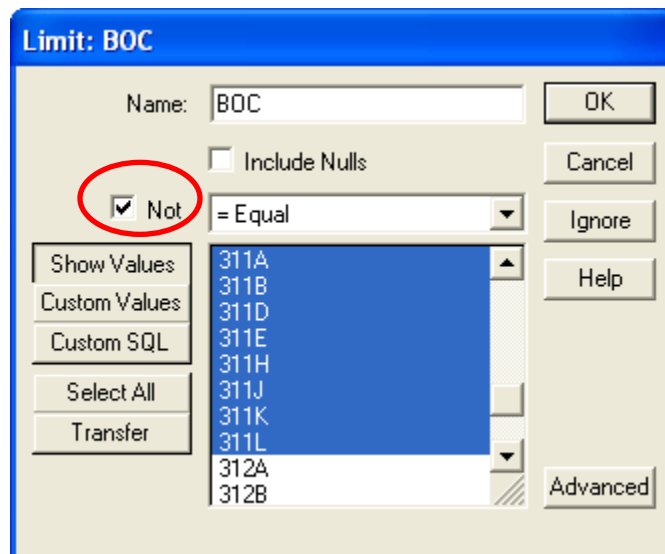 Limit: BOC
Name: BOC OK
Include Nulls Cancel
Not = Equal Ignore
Show Values
Custom Values
Custom SQL
Select All
Transfer
311A
311B
311D
311E
311H
311J
311K
311L
312A
312B
Help
Advanced